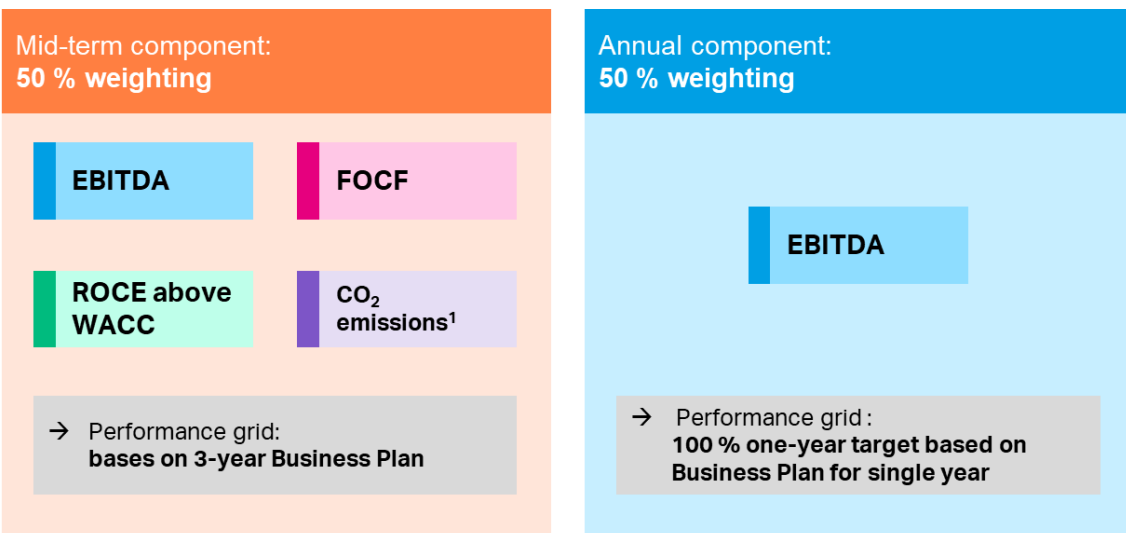 Mid-term component:
50 % weighting
EBITDA
FOCF
ROCE above
WACC
CO₂
emissions¹
→ Performance grid:
bases on 3-year Business Plan
Annual component:
50 % weighting
EBITDA
→ Performance grid :
100 % one-year target based on
Business Plan for single year